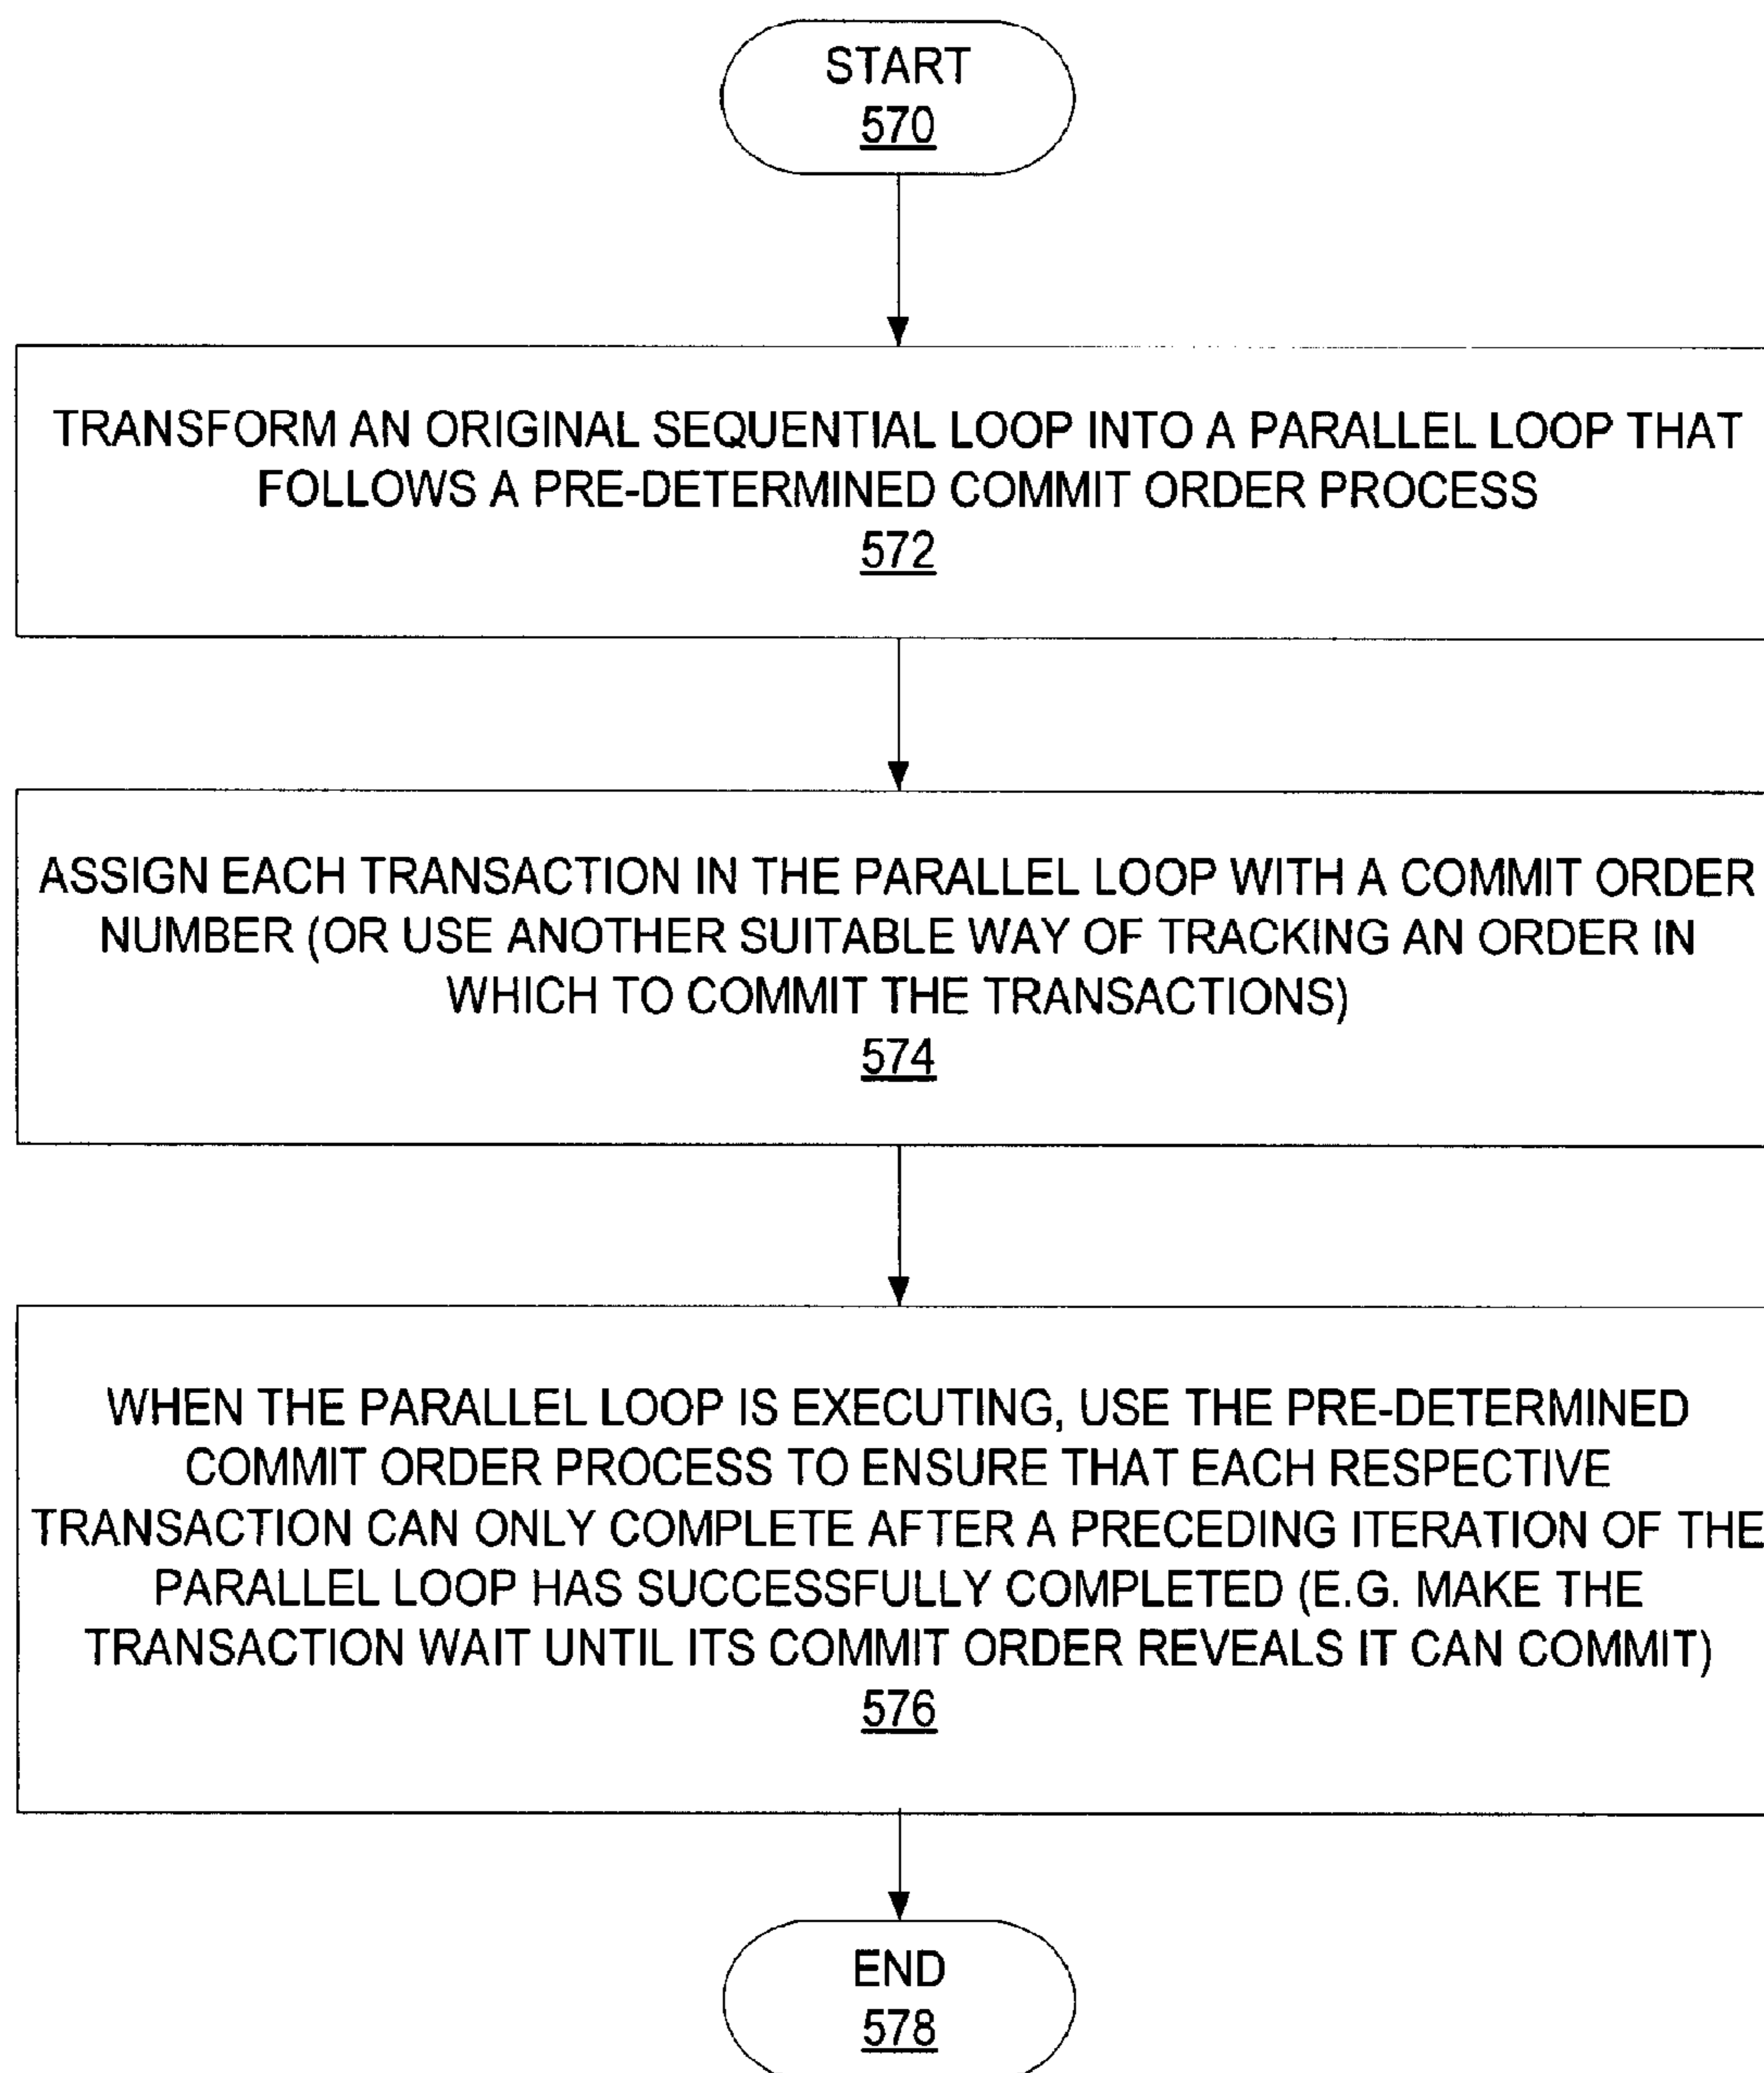 START
570
TRANSFORM AN ORIGINAL SEQUENTIAL LOOP INTO A PARALLEL LOOP THAT
FOLLOWS A PRE-DETERMINED COMMIT ORDER PROCESS
572
ASSIGN EACH TRANSACTION IN THE PARALLEL LOOP WITH A COMMIT ORDER
NUMBER (OR USE ANOTHER SUITABLE WAY OF TRACKING AN ORDER IN
WHICH TO COMMIT THE TRANSACTIONS)
574
WHEN THE PARALLEL LOOP IS EXECUTING, USE THE PRE-DETERMINED
COMMIT ORDER PROCESS TO ENSURE THAT EACH RESPECTIVE
TRANSACTION CAN ONLY COMPLETE AFTER A PRECEDING ITERATION OF THE
PARALLEL LOOP HAS SUCCESSFULLY COMPLETED (E.G. MAKE THE
TRANSACTION WAIT UNTIL ITS COMMIT ORDER REVEALS IT CAN COMMIT)
576
END
578